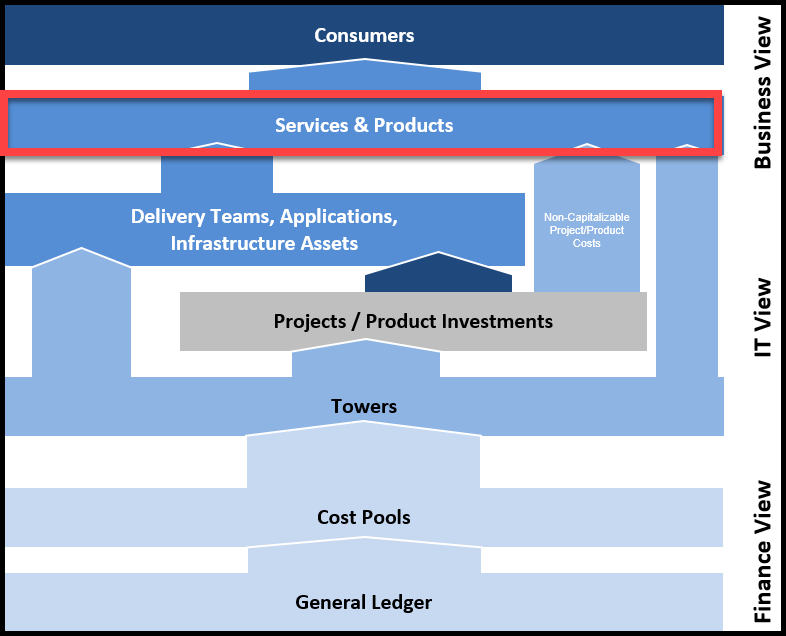 Consumers
Services & Products
Delivery Teams, Applications,
Infrastructure Assets
Non-Capitalizable
Project/Product
Costs
Projects / Product Investments
Towers
Cost Pools
General Ledger
Business View
IT View
Finance View